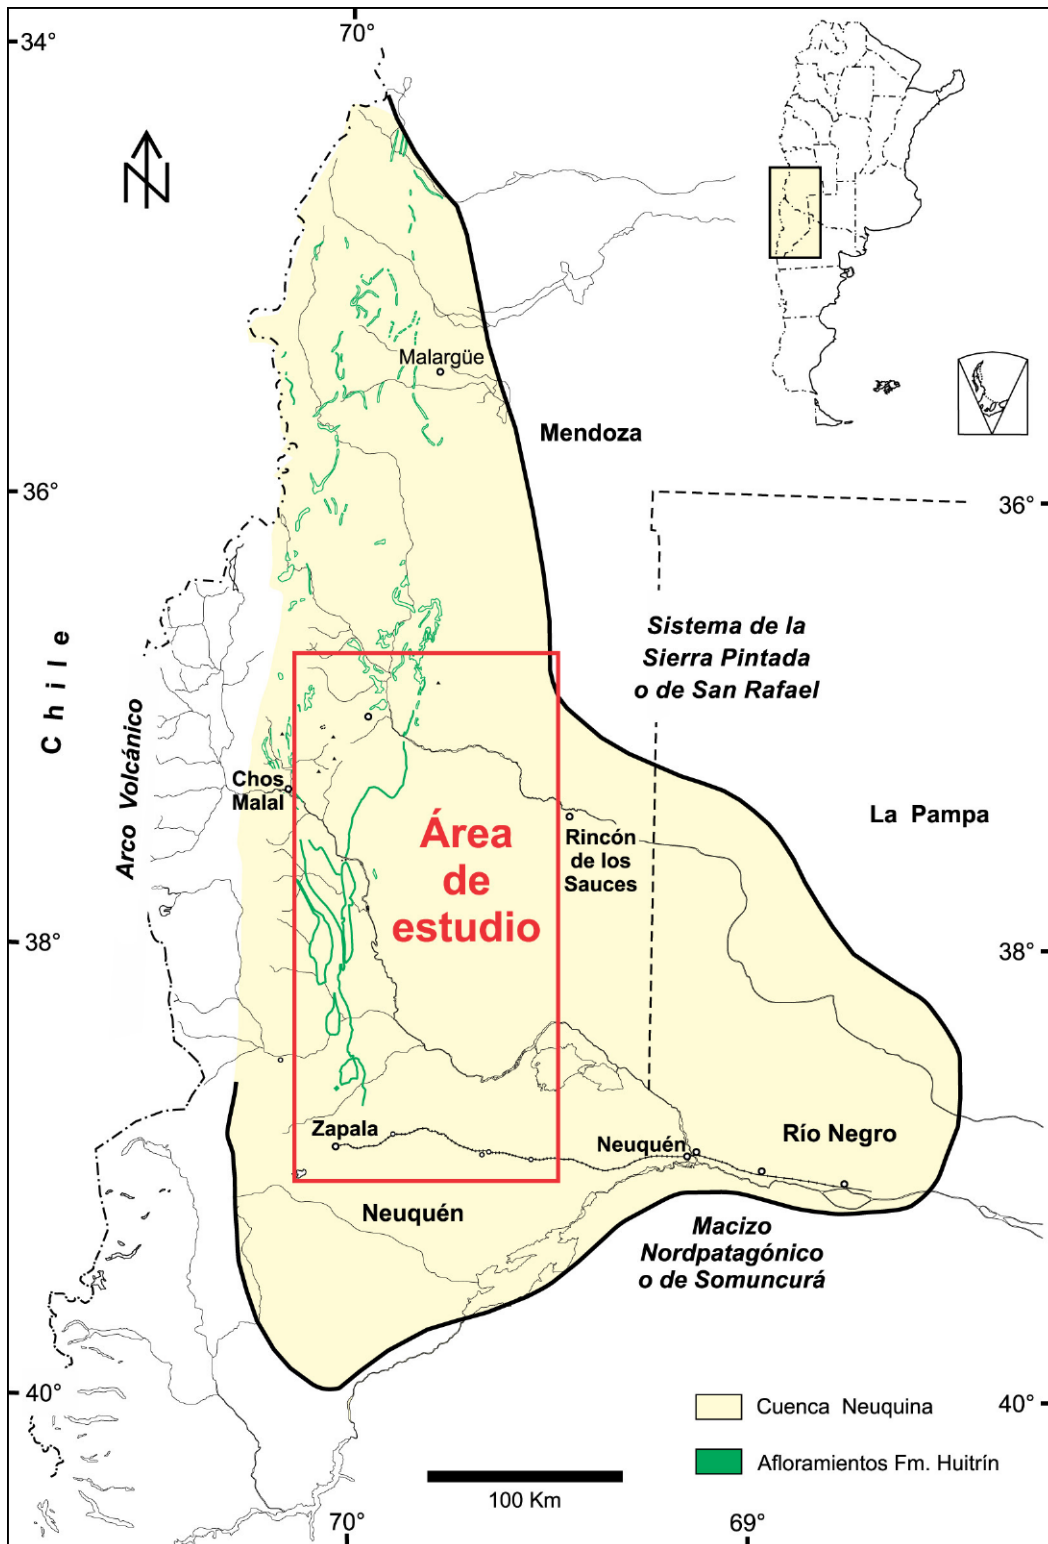 70°
34°
N
Malargüe
Mendoza
36°
36°
Chile
Arco Volcánico
Sistema de la
Sierra Pintada
o de San Rafael
Chos
Malal
Área
de
estudio
Rincón
de los
Sauces
La Pampa
38°
38°
Zapala
Neuquén
Río Negro
Neuquén
Macizo
Nordpatagónico
o de Somuncurá
40°
40°
Cuenca Neuquina
Afloramientos Fm. Huitrín
100 Km
70°
69°